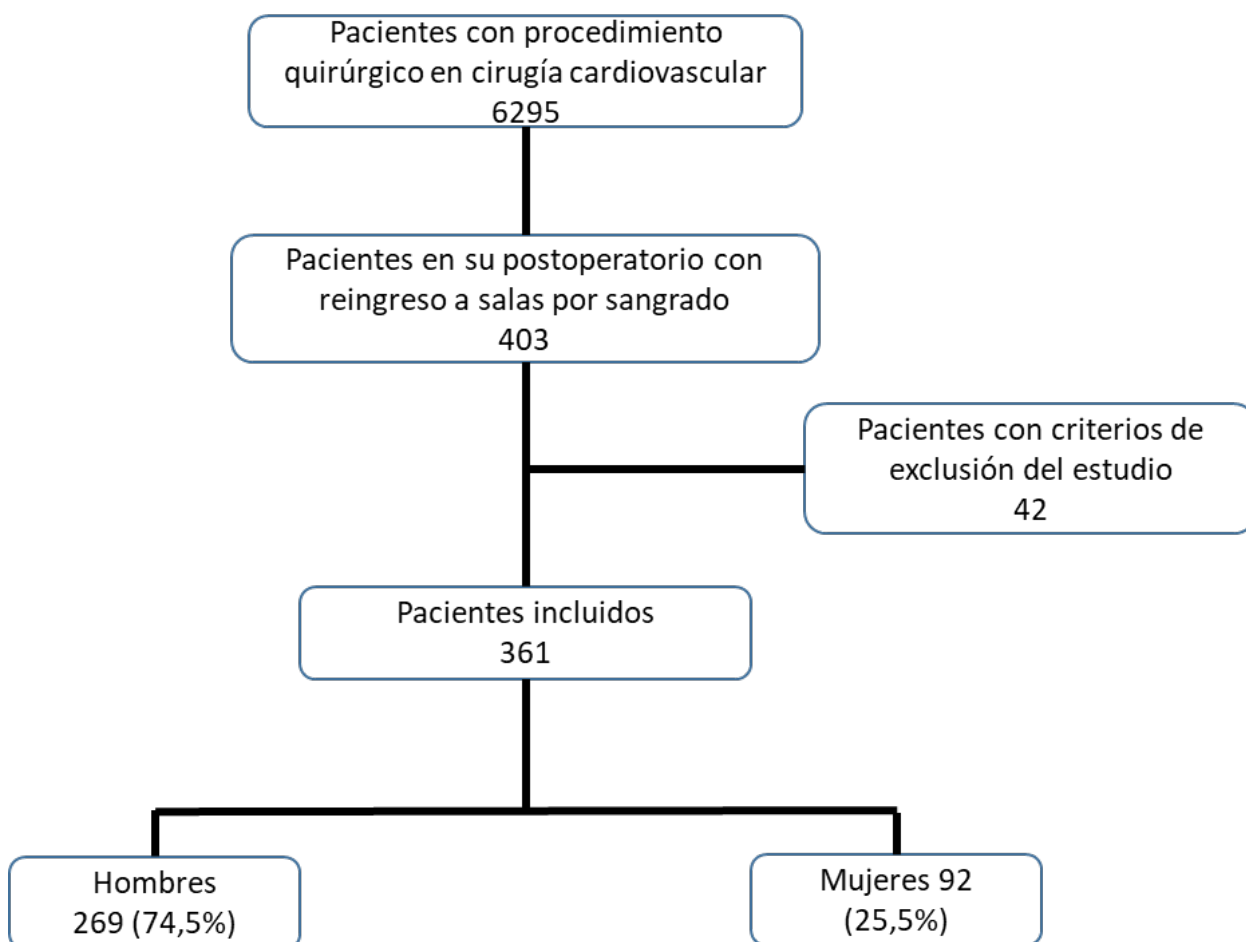 Pacientes con procedimiento
quirúrgico en cirugía cardiovascular
6295
Pacientes en su postoperatorio con
reingreso a salas por sangrado
403
Pacientes con criterios de
exclusión del estudio
42
Pacientes incluidos
361
Hombres
269 (74,5%)
Mujeres 92
(25,5%)